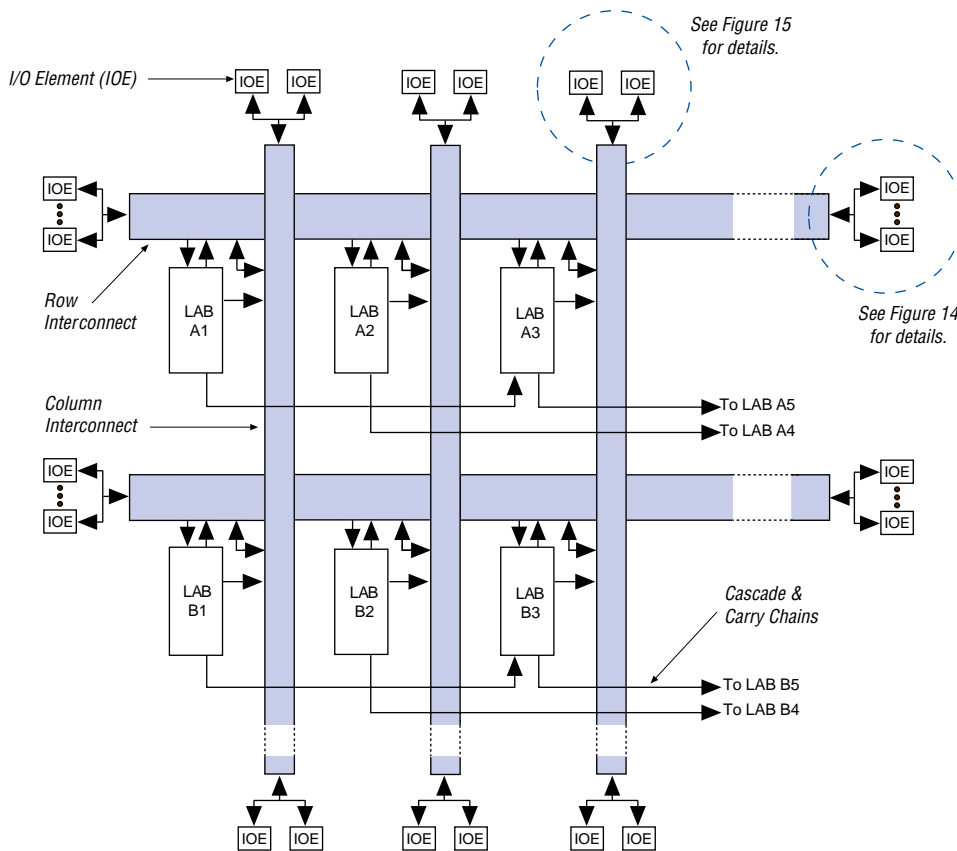 See Figure 15
for details.
I/O Element (IOE)
IOE IOE IOE IOE IOE IOE
IOE IOE
IOE IOE
Row
Interconnect
LAB
A1
LAB
A2
LAB
A3
See Figure 14
for details.
Column
Interconnect
To LAB A5
To LAB A4
IOE IOE
IOE IOE
LAB
B1
LAB
B2
LAB
B3
Cascade &
Carry Chains
To LAB B5
To LAB B4
IOE IOE IOE IOE IOE IOE